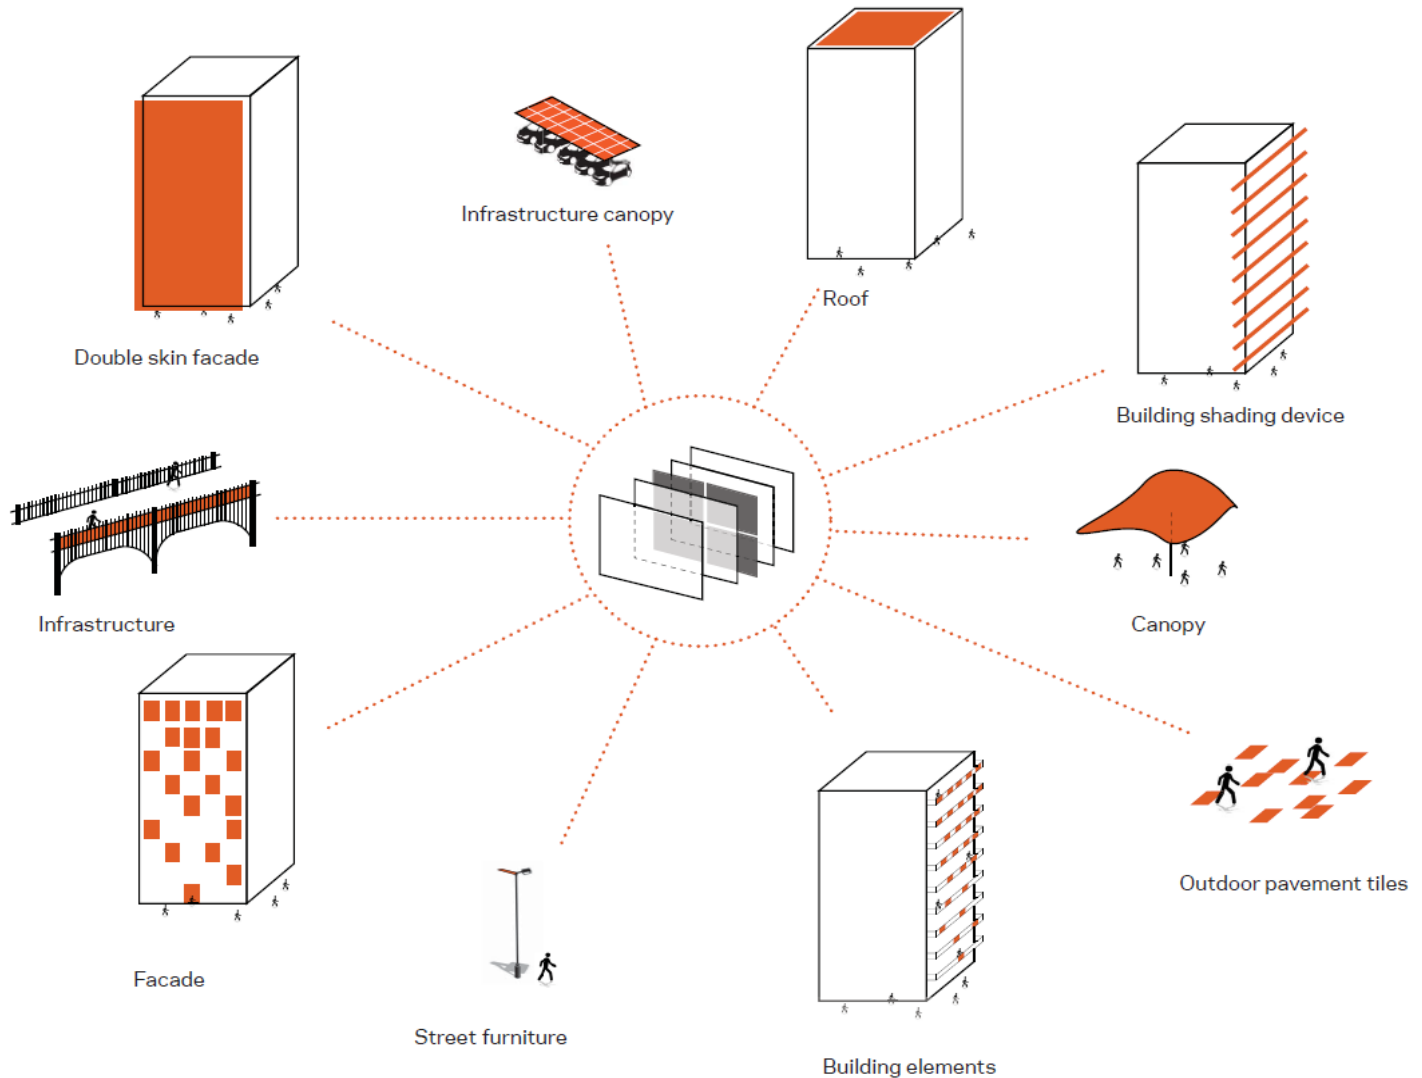 Infrastructure canopy
Roof
Double skin facade
Building shading device
Infrastructure
Canopy
Outdoor pavement tiles
Facade
Street furniture
Building elements